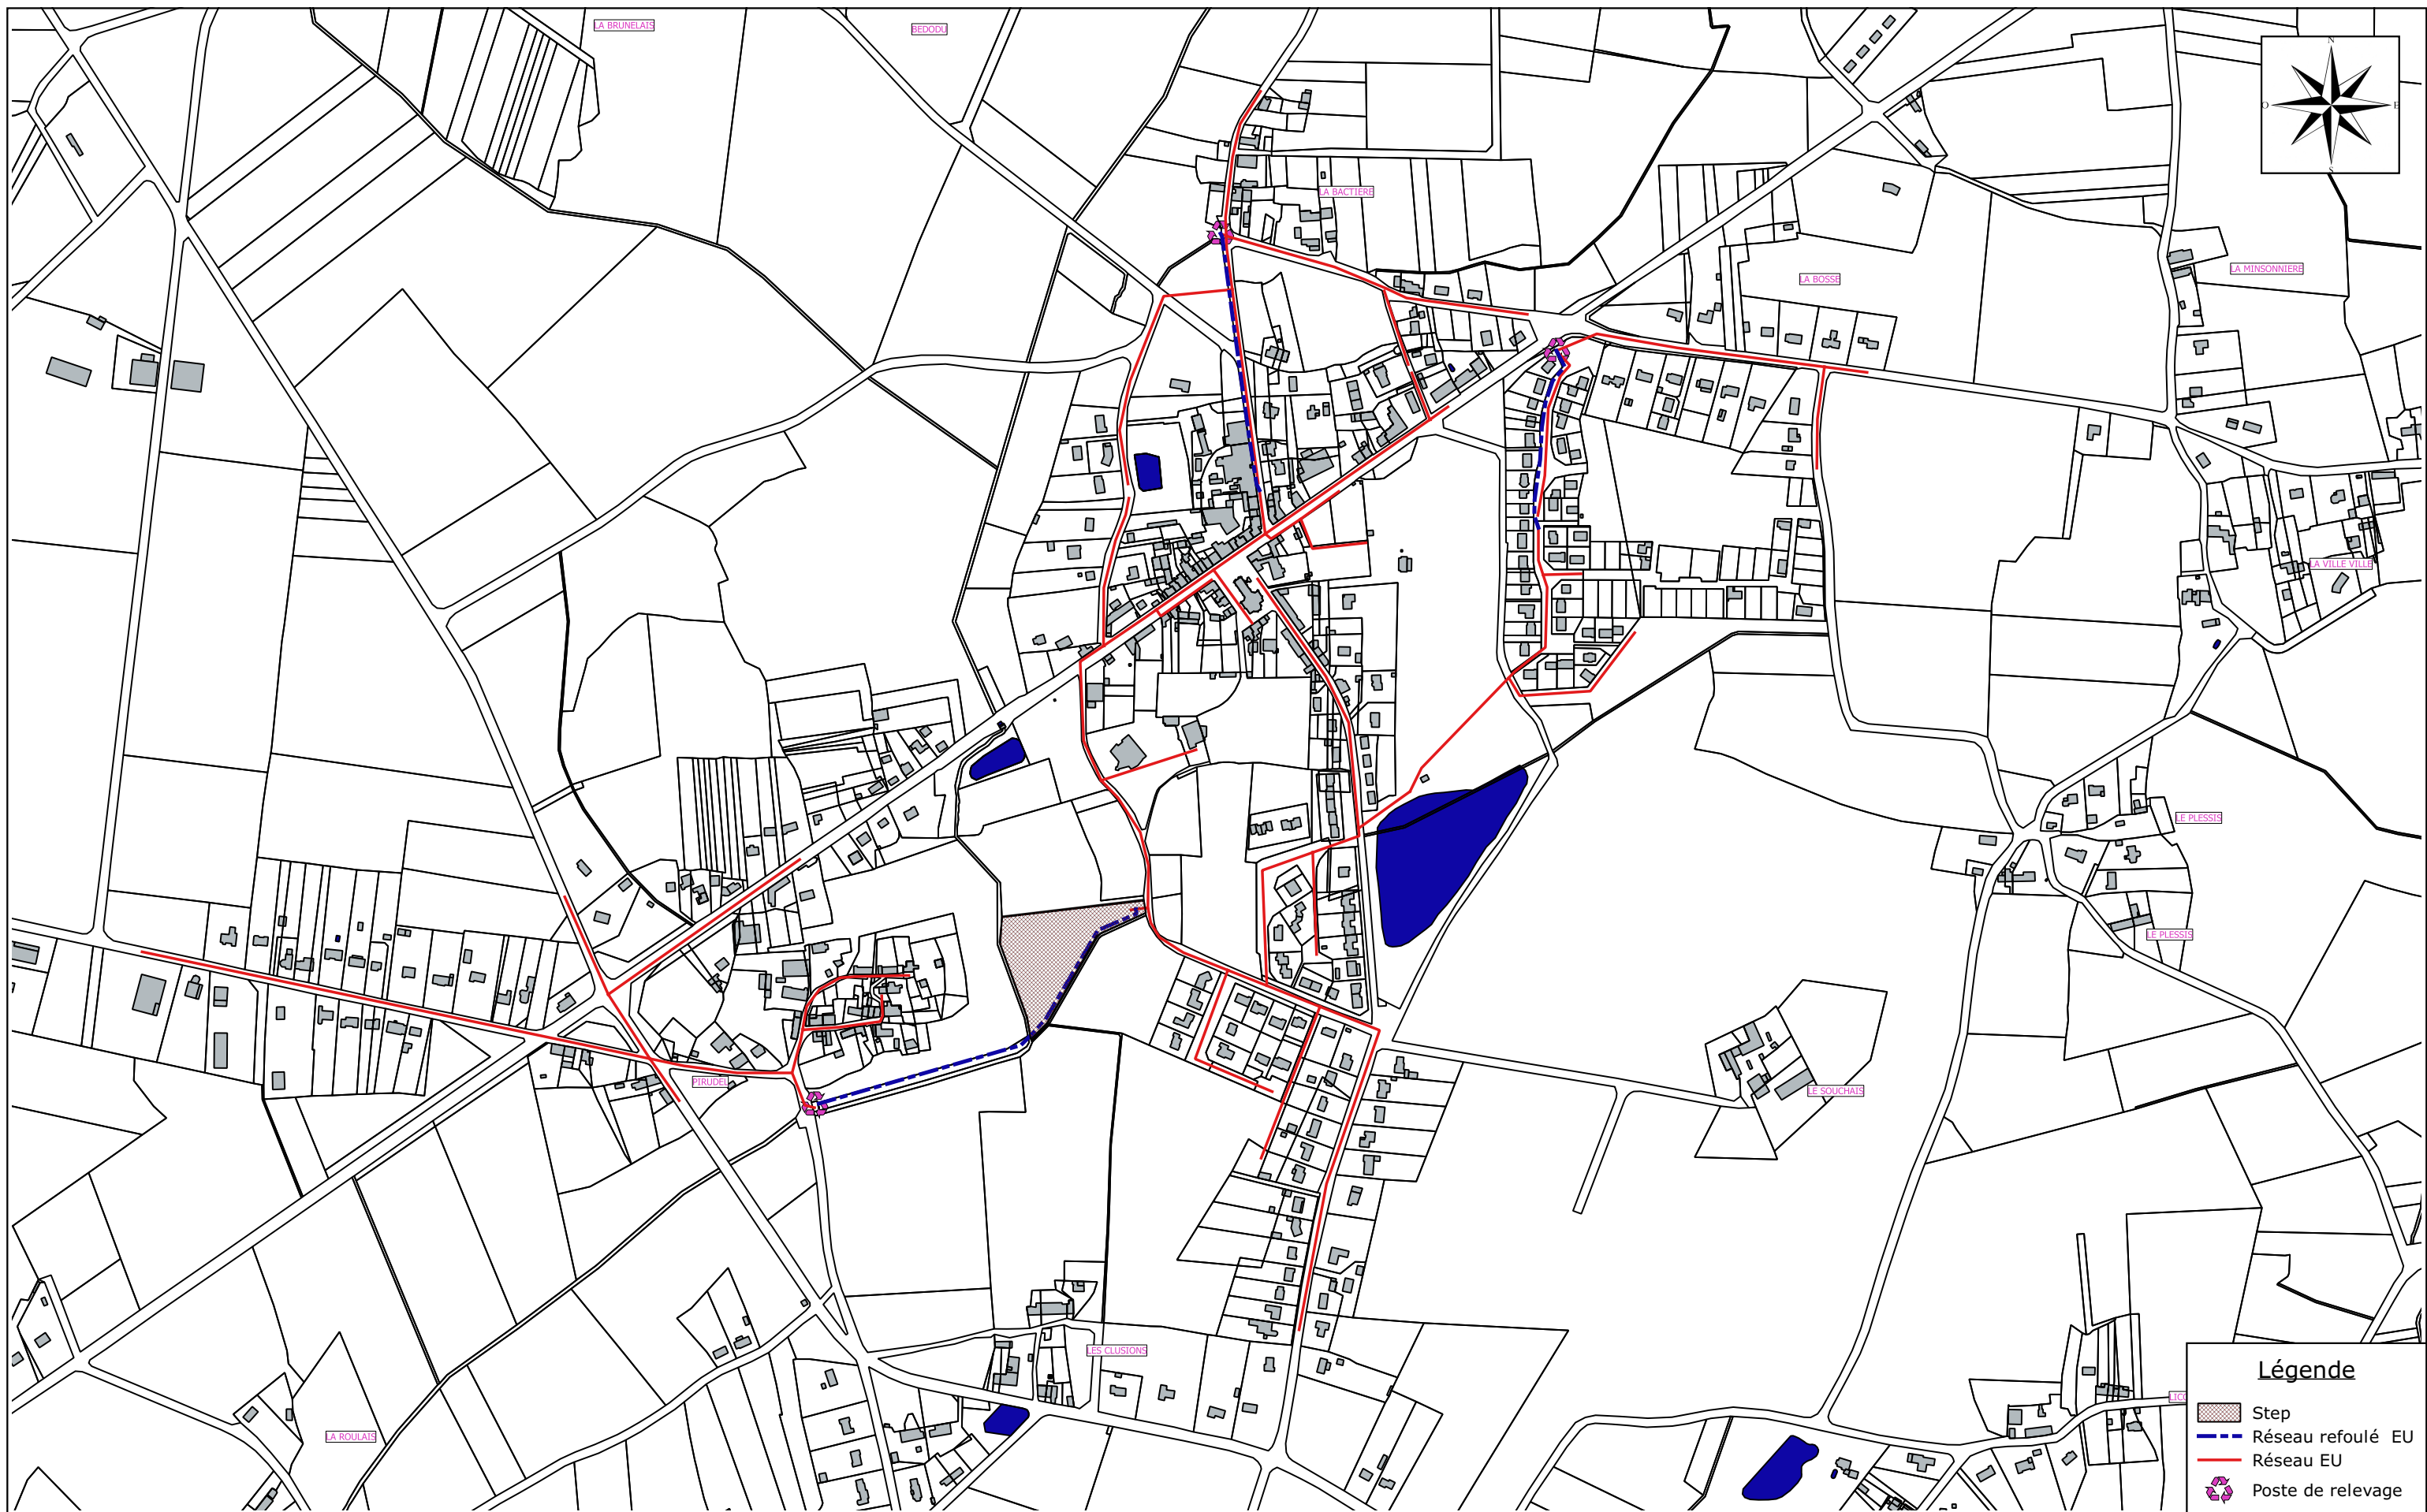 LA BRUNELAIS
BEDODU
N
O
E
S
LA BACTIERE
LA MINSONNIERE
LA BOSSE
LA VILLE VILLE
LE PLESSIS
LE PLESSIS
PIRUDEL
LE SOUCHAIS
LES CLUSIONS
LA ROULAIS
Légende
Step
Réseau refoulé EU
Réseau EU
Poste de relevage